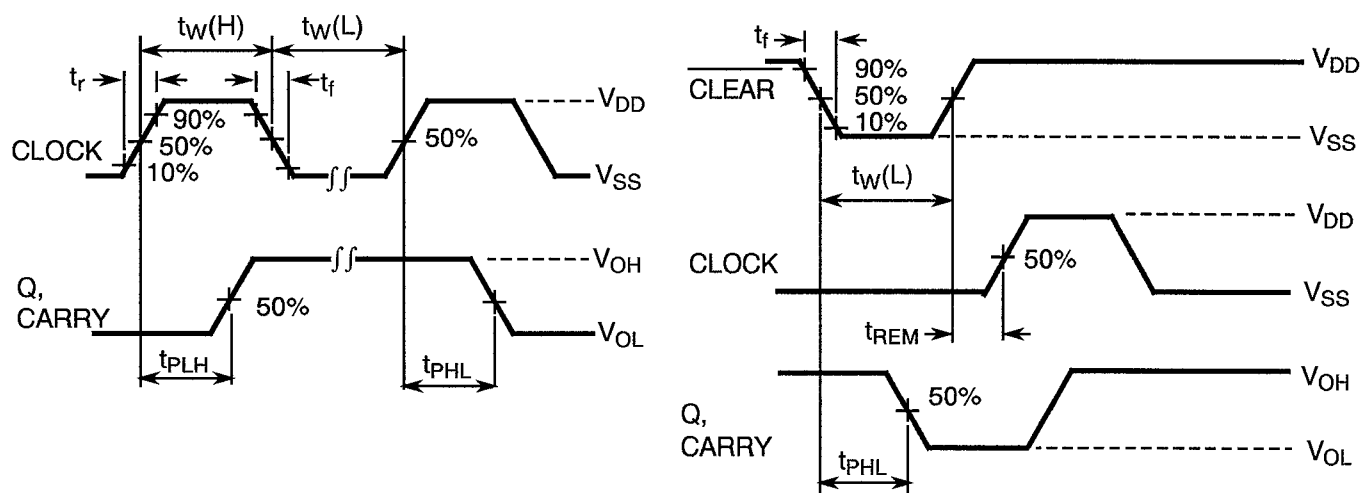 tW(H) tW(L)
tr tf
VDD
90%
50%
10%
CLOCK
50%
VSS
VOH
Q,
CARRY
50%
VOL
tPLH tPHL
tf
VDD
CLEAR
90%
50%
10%
VSS
tW(L)
VDD
CLOCK
50%
VSS
tREM
VOH
50%
Q,
CARRY
VOL
tPHL